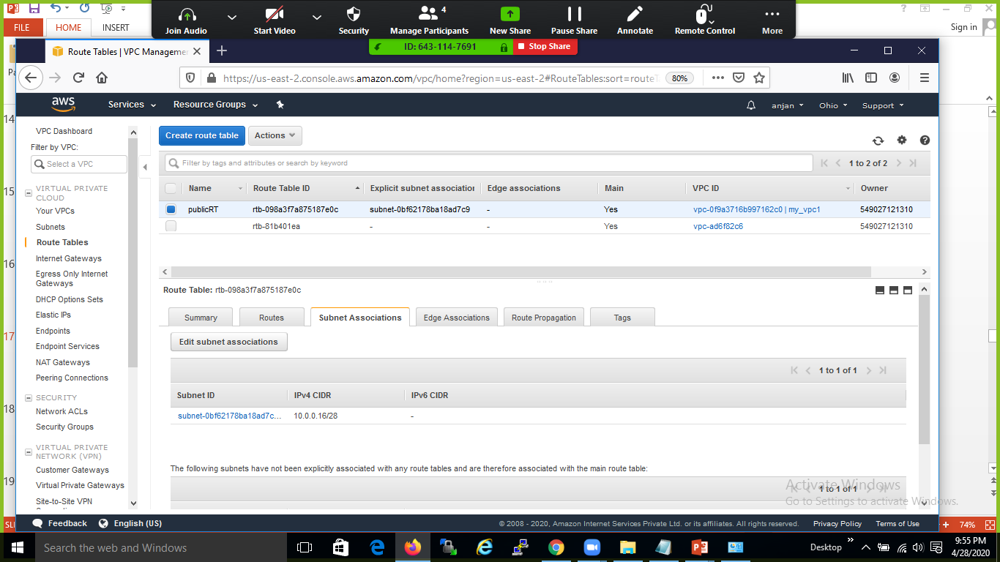 Join Audio
Start Video
Security
4
Manage Participants
New Share
Pause Share
Annotate
Remote Control
More
FILE
HOME
INSERT
Sign in
ID: 643-114-7691
Stop Share
Route Tables | VPC Manageme
https://us-east-2.console.aws.amazon.com/vpc/home?region=us-east-2#RouteTables:sort=route
80%
aws
Services
Resource Groups
anjan
Ohio
Support
VPC Dashboard
Filter by VPC:
Select a VPC
VIRTUAL PRIVATE
CLOUD
Your VPCs
Subnets
Route Tables
Internet Gateways
Egress Only Internet
Gateways
DHCP Options Sets
Elastic IPs
Endpoints
Endpoint Services
NAT Gateways
Peering Connections
SECURITY
Network ACLs
Security Groups
VIRTUAL PRIVATE
NETWORK (VPN)
Customer Gateways
Virtual Private Gateways
Site-to-Site VPN
Create route table
Actions
Filter by tags and attributes or search by keyword
1 to 2 of 2
Name Route Table ID Explicit subnet association Edge associations Main VPC ID Owner
publicRT rtb-098a3f7a875187e0c subnet-0bf62178ba18ad7c9 - Yes vpc-0f9a3716b997162c0 | my_vpc1 549027121310
rtb-81b401ea - - Yes vpc-ad6f82c6 549027121310
Route Table: rtb-098a3f7a875187e0c
Summary
Routes
Subnet Associations
Edge Associations
Route Propagation
Tags
Edit subnet associations
1 to 1 of 1
Subnet ID IPv4 CIDR IPv6 CIDR
subnet-0bf62178ba18ad7c... 10.0.0.16/28 -
The following subnets have not been explicitly associated with any route tables and are therefore associated with the main route table:
1 to 1 of 1
Activate Windows
Go to Settings to activate Windows.
Feedback
English (US)
© 2008 - 2020, Amazon Internet Services Private Ltd. or its affiliates. All rights reserved.
Privacy Policy
Terms of Use
14
15
16
17
18
19
74%
Search the web and Windows
Desktop
9:55 PM
4/28/2020